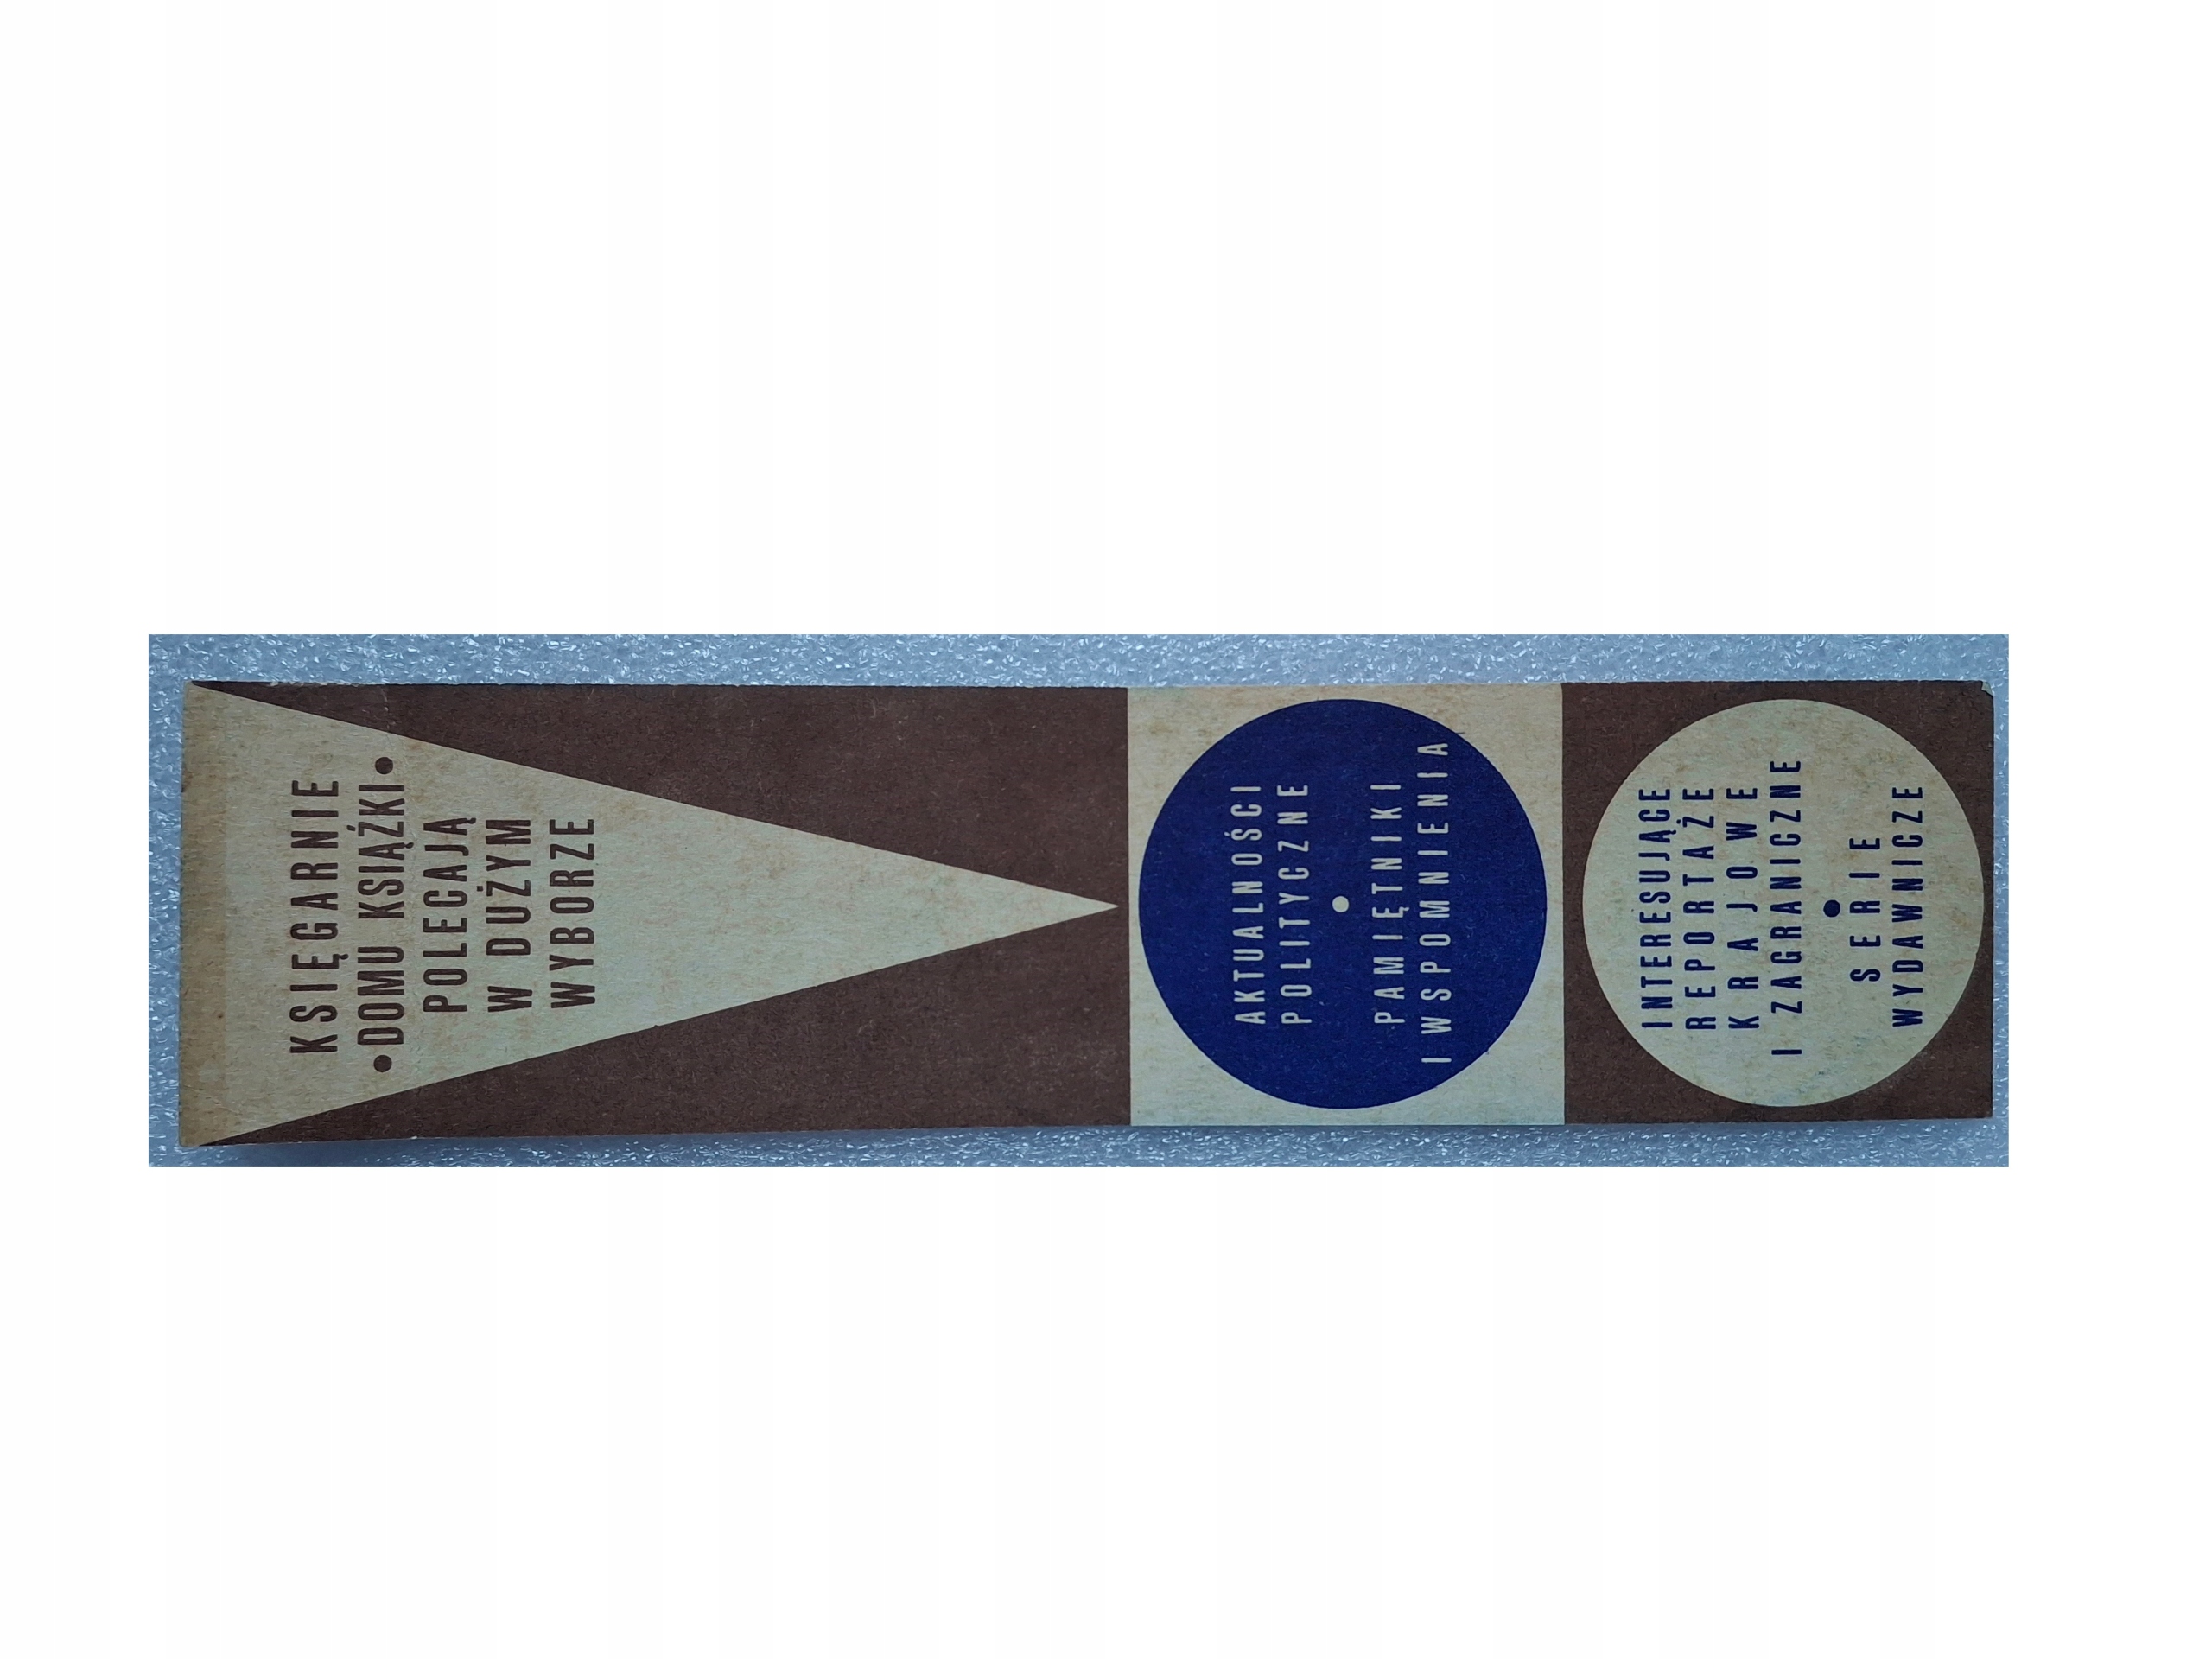 KSIĘGARNIE
•DOMU KSIĄŻKI•
POLECAJĄ
W DUŻYM
WYBORZE
AKTUALNOŚCI
POLITYCZNE
•
PAMIĘTNIKI
I WSPOMNIENIA
INTERESUJĄCE
REPORTAŻE
KRAJOWE
I ZAGRANICZNE
•
SERIE
WYDAWNICZE